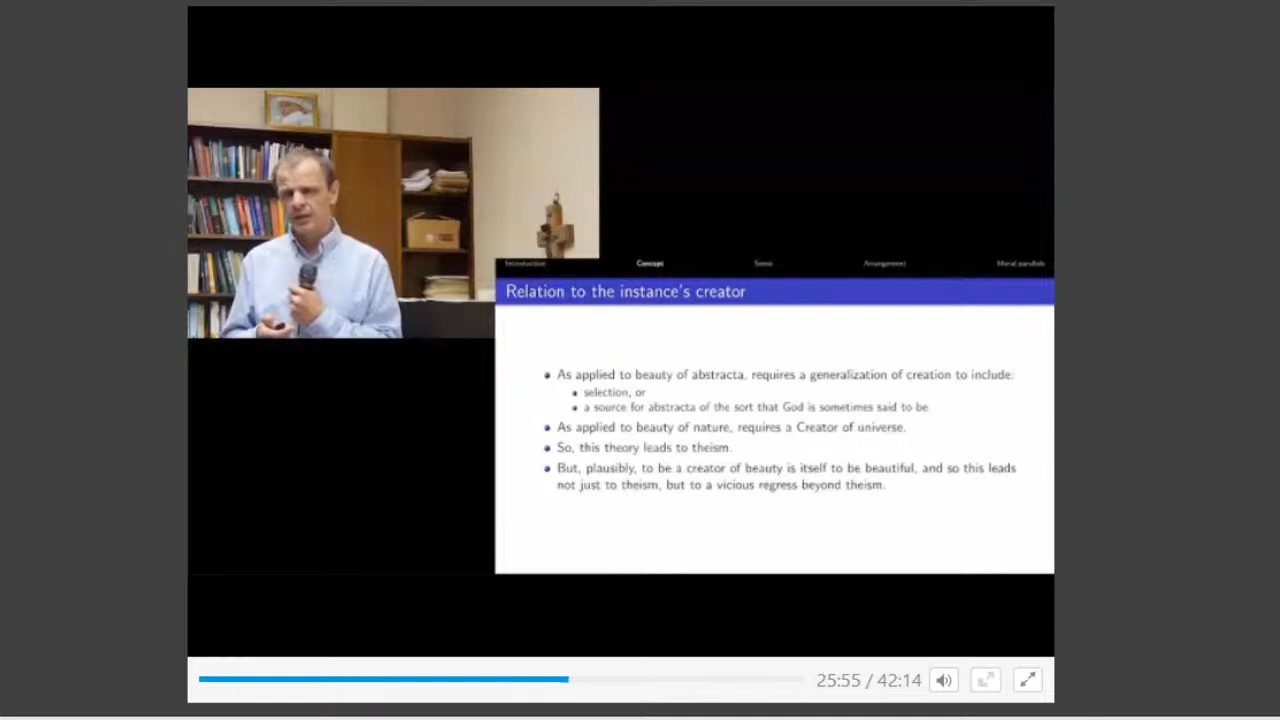 Introduction Concept Sense Arrangement Moral parallels
Relation to the instance's creator
As applied to beauty of abstracta, requires a generalization of creation to include:
selection, or
a source for abstracta of the sort that God is sometimes said to be
As applied to beauty of nature, requires a Creator of universe.
So, this theory leads to theism.
But, plausibly, to be a creator of beauty is itself to be beautiful, and so this leads
not just to theism, but to a vicious regress beyond theism.
25:55 / 42:14